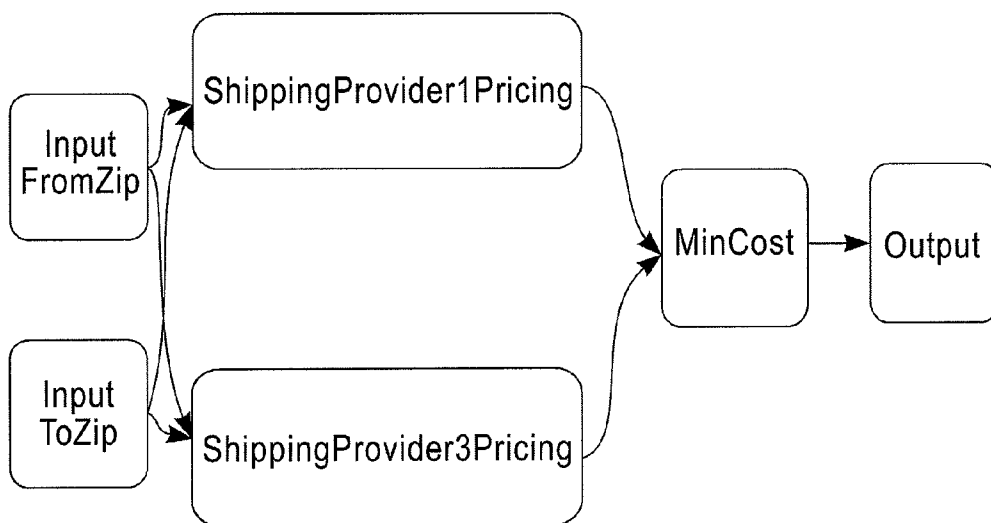 ShippingProvider1Pricing
Input
FromZip
MinCost
Output
Input
ToZip
ShippingProvider3Pricing